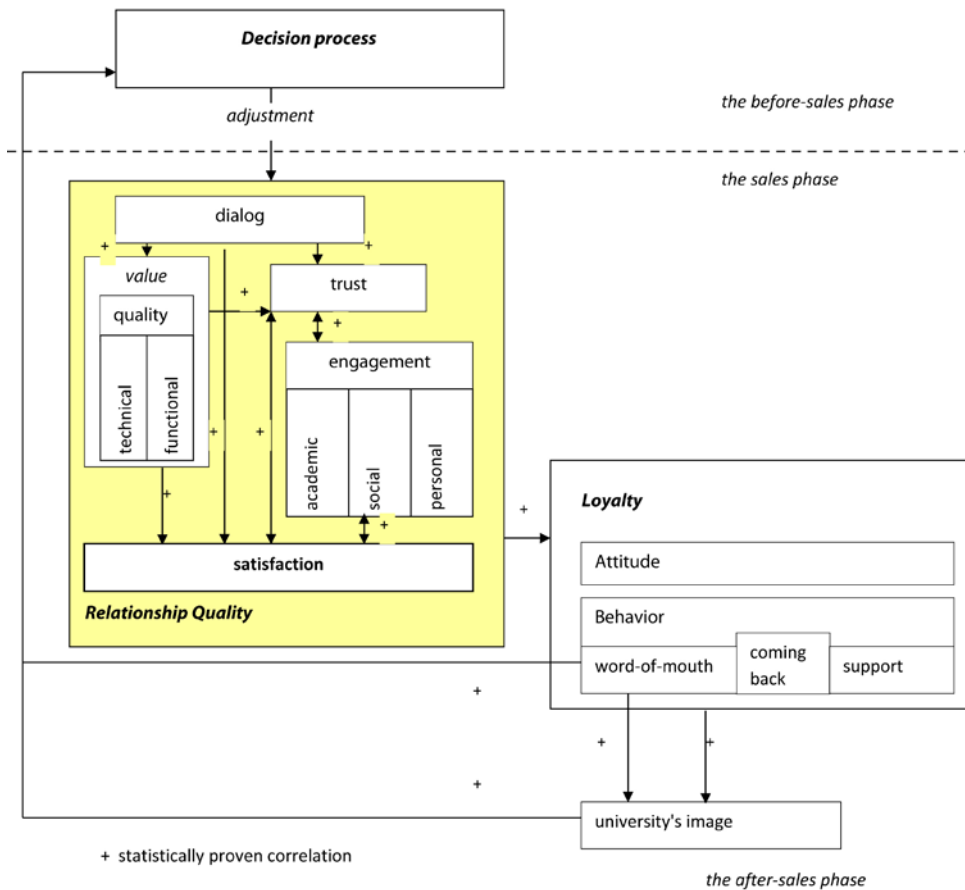 Decision process
the before-sales phase
adjustment
the sales phase
dialog
+
+
value
trust
+
quality
+
engagement
technical
functional
academic
social
personal
+
+
+
+
+
satisfaction
Relationship Quality
Loyalty
Attitude
Behavior
word-of-mouth
coming
back
support
+
+
+
+
university's image
+ statistically proven correlation
the after-sales phase